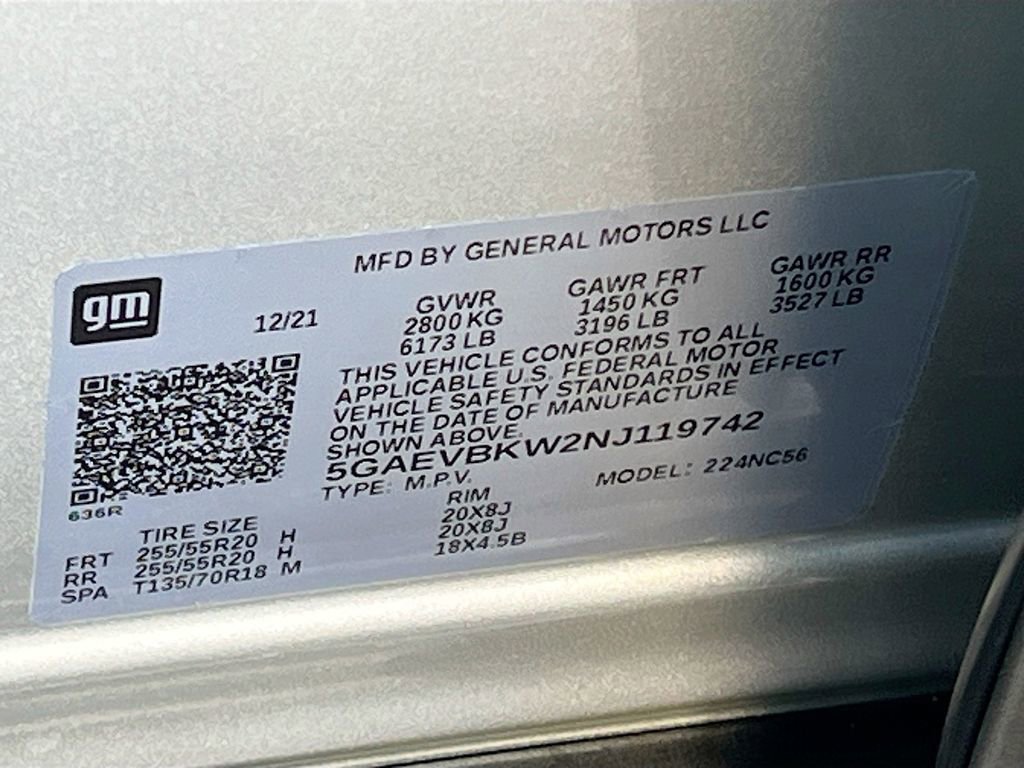 MFD BY GENERAL MOTORS LLC
gm
12/21
GVWR
2800 KG
6173 LB
GAWR FRT
1450 KG
3196 LB
GAWR RR
1600 KG
3527 LB
THIS VEHICLE CONFORMS TO ALL
APPLICABLE U.S. FEDERAL MOTOR
VEHICLE SAFETY STANDARDS IN EFFECT
ON THE DATE OF MANUFACTURE
SHOWN ABOVE.
5GAEVBKW2NJ119742
TYPE: M.P.V. MODEL: 224NC56
636R
TIRE SIZE RIM
FRT 255/55R20 H 20X8J
RR 255/55R20 H 20X8J
SPA T135/70R18 M 18X4.5B